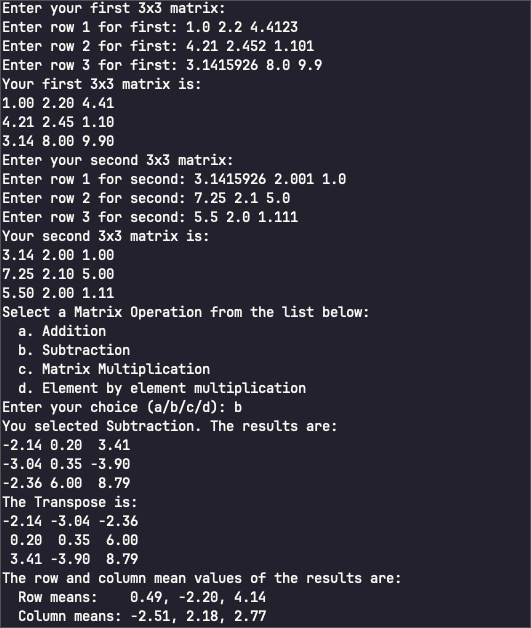 Enter your first 3x3 matrix:
Enter row 1 for first: 1.0 2.2 4.4123
Enter row 2 for first: 4.21 2.452 1.101
Enter row 3 for first: 3.1415926 8.0 9.9
Your first 3x3 matrix is:
1.00 2.20 4.41
4.21 2.45 1.10
3.14 8.00 9.90
Enter your second 3x3 matrix:
Enter row 1 for second: 3.1415926 2.001 1.0
Enter row 2 for second: 7.25 2.1 5.0
Enter row 3 for second: 5.5 2.0 1.111
Your second 3x3 matrix is:
3.14 2.00 1.00
7.25 2.10 5.00
5.50 2.00 1.11
Select a Matrix Operation from the list below:
  a. Addition
  b. Subtraction
  c. Matrix Multiplication
  d. Element by element multiplication
Enter your choice (a/b/c/d): b
You selected Subtraction. The results are:
-2.14 0.20  3.41
-3.04 0.35 -3.90
-2.36 6.00  8.79
The Transpose is:
-2.14 -3.04 -2.36
 0.20  0.35  6.00
 3.41 -3.90  8.79
The row and column mean values of the results are:
  Row means:    0.49, -2.20, 4.14
  Column means: -2.51, 2.18, 2.77